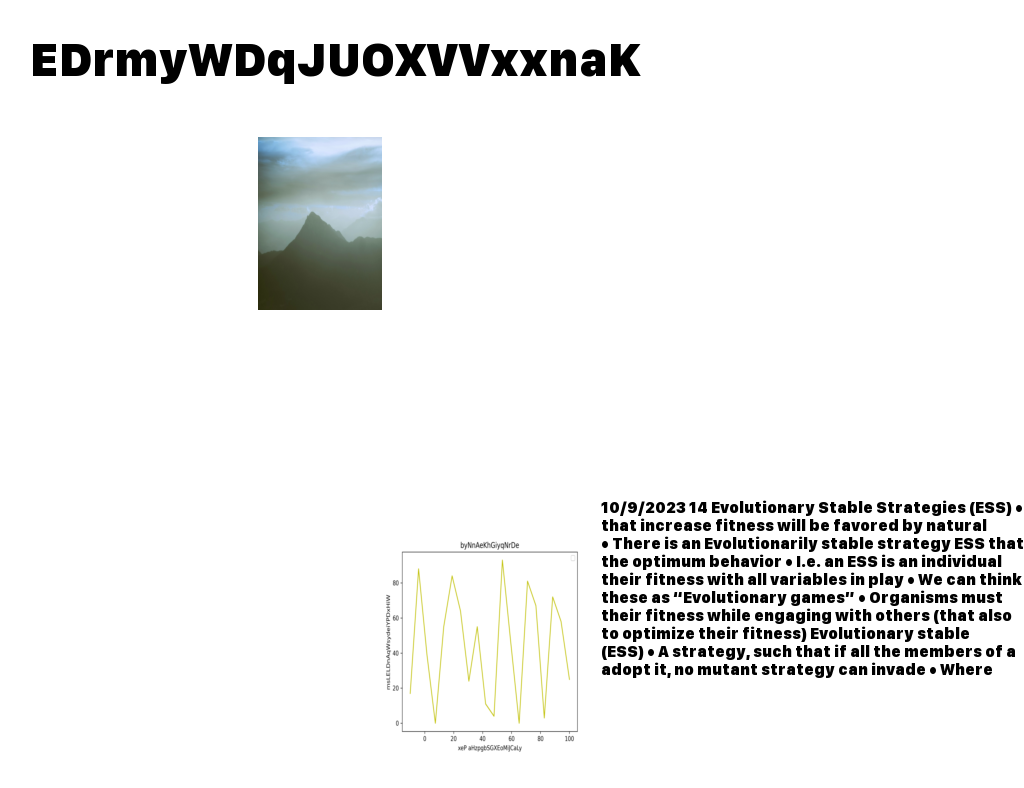 EDrmyWDqJUOXVVxxnaK
byNnAeKhGiyqNrDe
80
60
40
20
0
0 20 40 60 80 100
xeP aHzpgbSGXEoMiJCaLy
10/9/2023 14 Evolutionary Stable Strategies (ESS) •
that increase fitness will be favored by natural
• There is an Evolutionarily stable strategy ESS that
the optimum behavior • I.e. an ESS is an individual
their fitness with all variables in play • We can think
these as “Evolutionary games” • Organisms must
their fitness while engaging with others (that also
to optimize their fitness) Evolutionary stable
(ESS) • A strategy, such that if all the members of a
adopt it, no mutant strategy can invade • Where